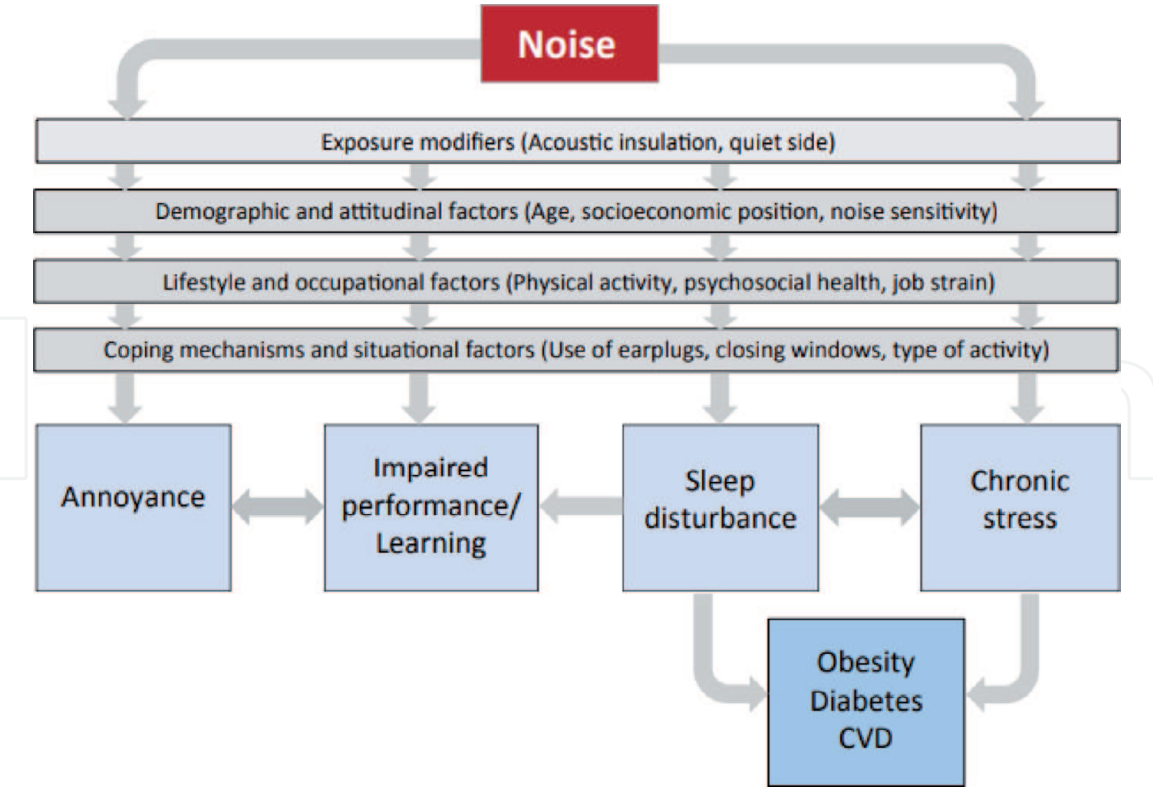 Noise
Exposure modifiers (Acoustic insulation, quiet side)
Demographic and attitudinal factors (Age, socioeconomic position, noise sensitivity)
Lifestyle and occupational factors (Physical activity, psychosocial health, job strain)
Coping mechanisms and situational factors (Use of earplugs, closing windows, type of activity)
Annoyance
Impaired
performance/
Learning
Sleep
disturbance
Chronic
stress
Obesity
Diabetes
CVD